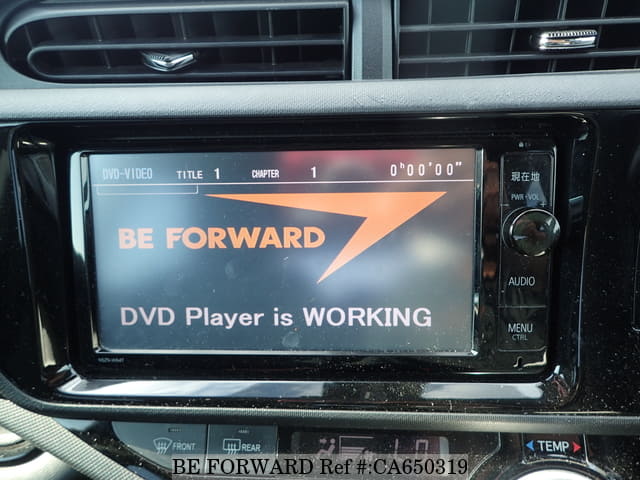 DVD-VIDEO TITLE 1 CHAPTER 1 0h00'00"
BE FORWARD
DVD Player is WORKING
現在地
PWR・VOL
AUDIO
MENU
CTRL
FRONT
REAR
LO
TEMP
BE FORWARD Ref #:CA650319